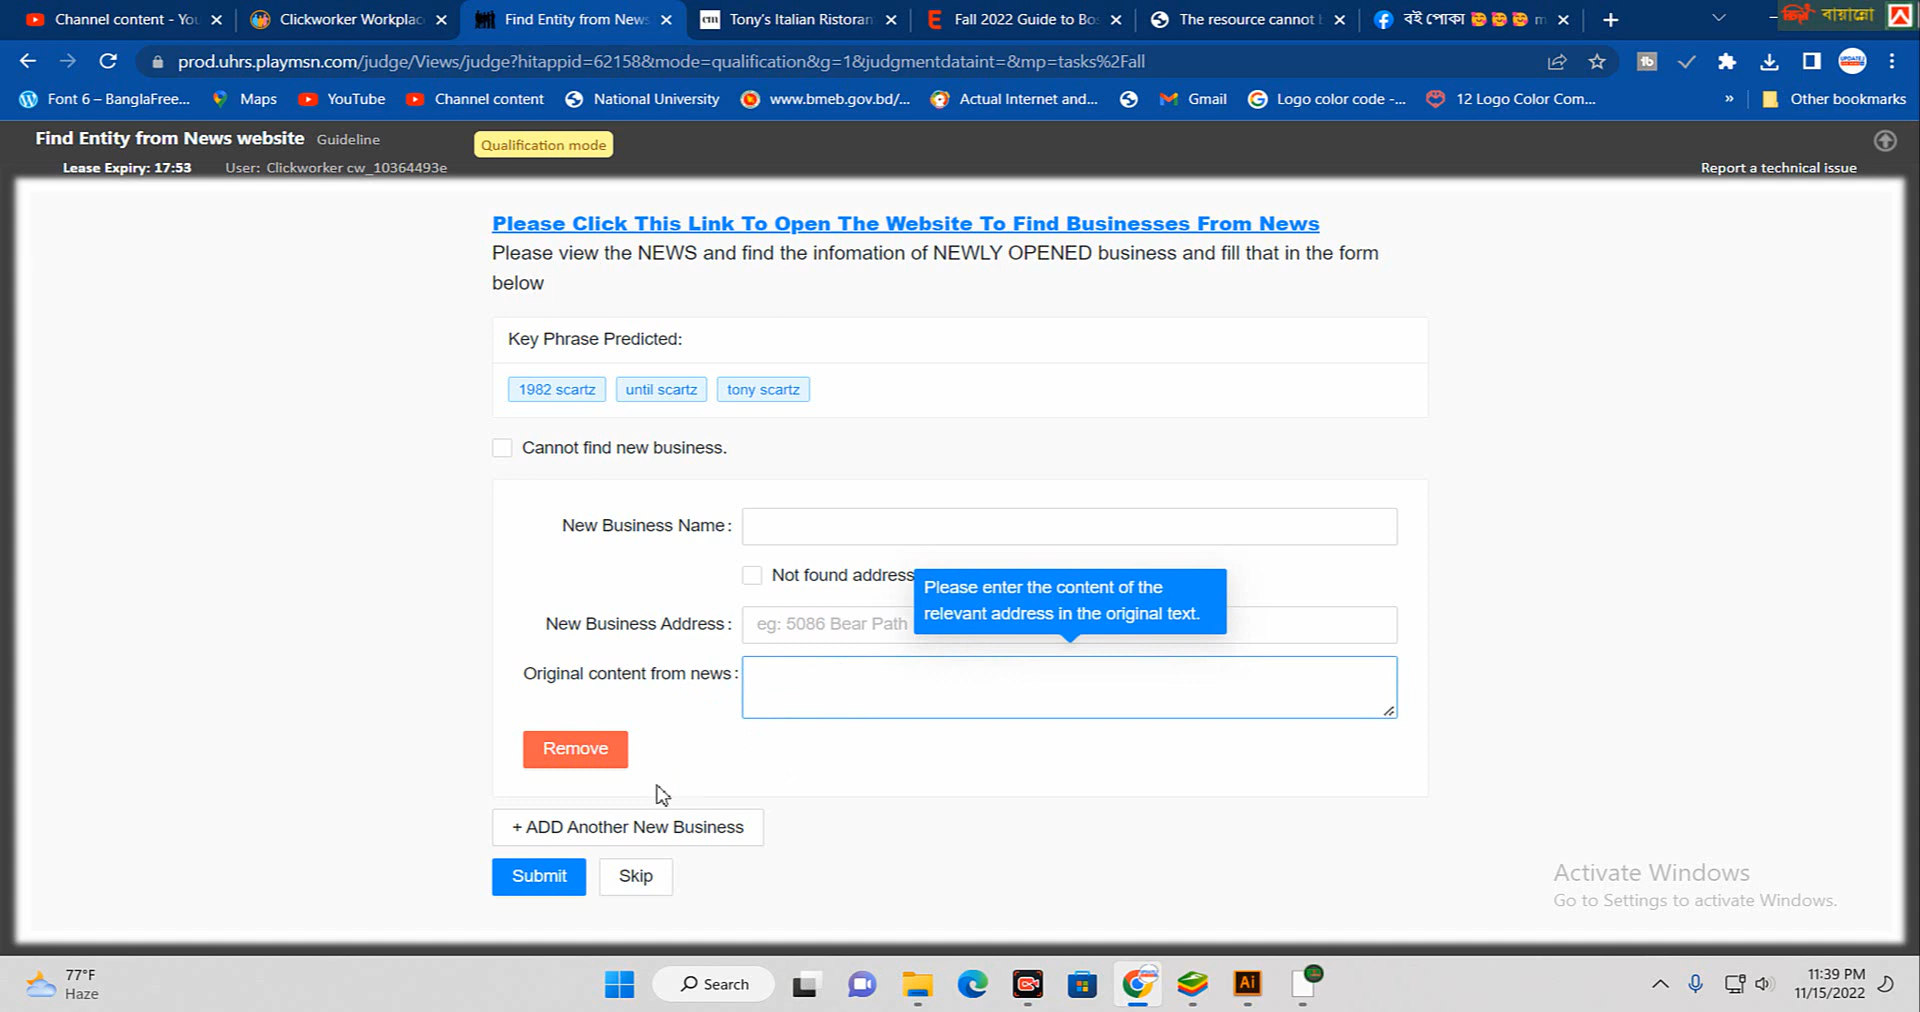 Channel content - You
Clickworker Workplac
Find Entity from News
Tony's Italian Ristoran
Fall 2022 Guide to Bos
The resource cannot b
বই পোকা
বায়ান্নো
prod.uhrs.playmsn.com/judge/Views/judge?hitappid=62158&mode=qualification&g=1&judgmentdataint=&mp=tasks%2Fall
Font 6 – BanglaFree...
Maps
YouTube
Channel content
National University
www.bmeb.gov.bd/...
Actual Internet and...
Gmail
Logo color code -...
12 Logo Color Com...
»
Other bookmarks
Find Entity from News website
Guideline
Qualification mode
Lease Expiry: 17:53
User: Clickworker cw_10364493e
Report a technical issue
Please Click This Link To Open The Website To Find Businesses From News
Please view the NEWS and find the infomation of NEWLY OPENED business and fill that in the form
below
Key Phrase Predicted:
1982 scartz
until scartz
tony scartz
Cannot find new business.
New Business Name :
Not found address
Please enter the content of the
relevant address in the original text.
New Business Address :
eg: 5086 Bear Path
Original content from news :
Remove
+ ADD Another New Business
Submit
Skip
Activate Windows
Go to Settings to activate Windows.
77°F
Haze
Search
Ai
11:39 PM
11/15/2022